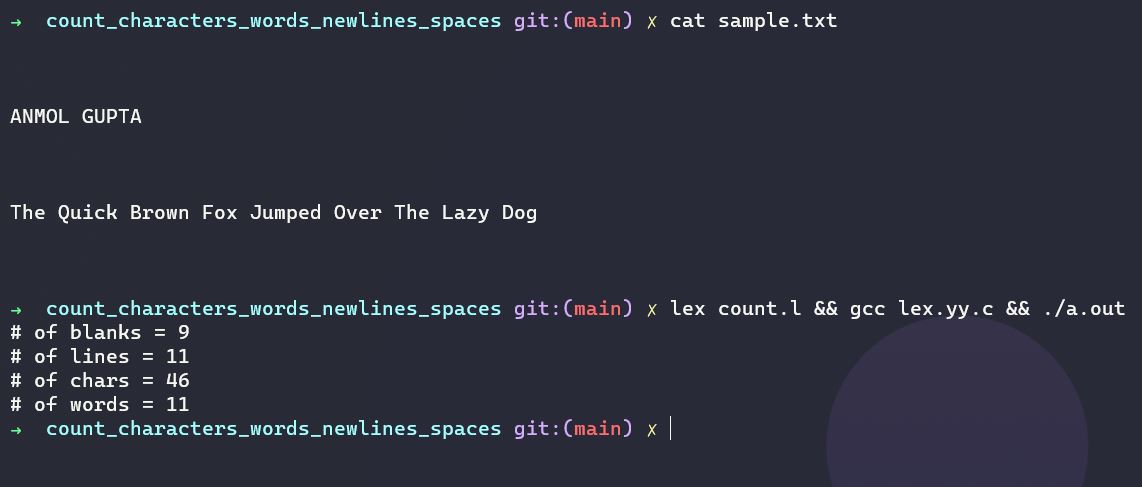 → count_characters_words_newlines_spaces git:(main) ✗ cat sample.txt
ANMOL GUPTA
The Quick Brown Fox Jumped Over The Lazy Dog
→ count_characters_words_newlines_spaces git:(main) ✗ lex count.l && gcc lex.yy.c && ./a.out
# of blanks = 9
# of lines = 11
# of chars = 46
# of words = 11
→ count_characters_words_newlines_spaces git:(main) ✗